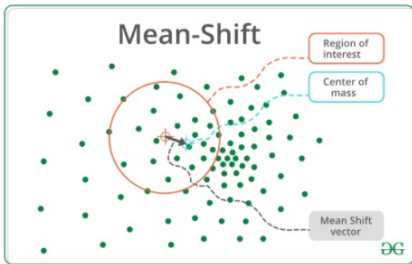 Mean-Shift
Region of
interest
Center of
mass
Mean Shift
vector